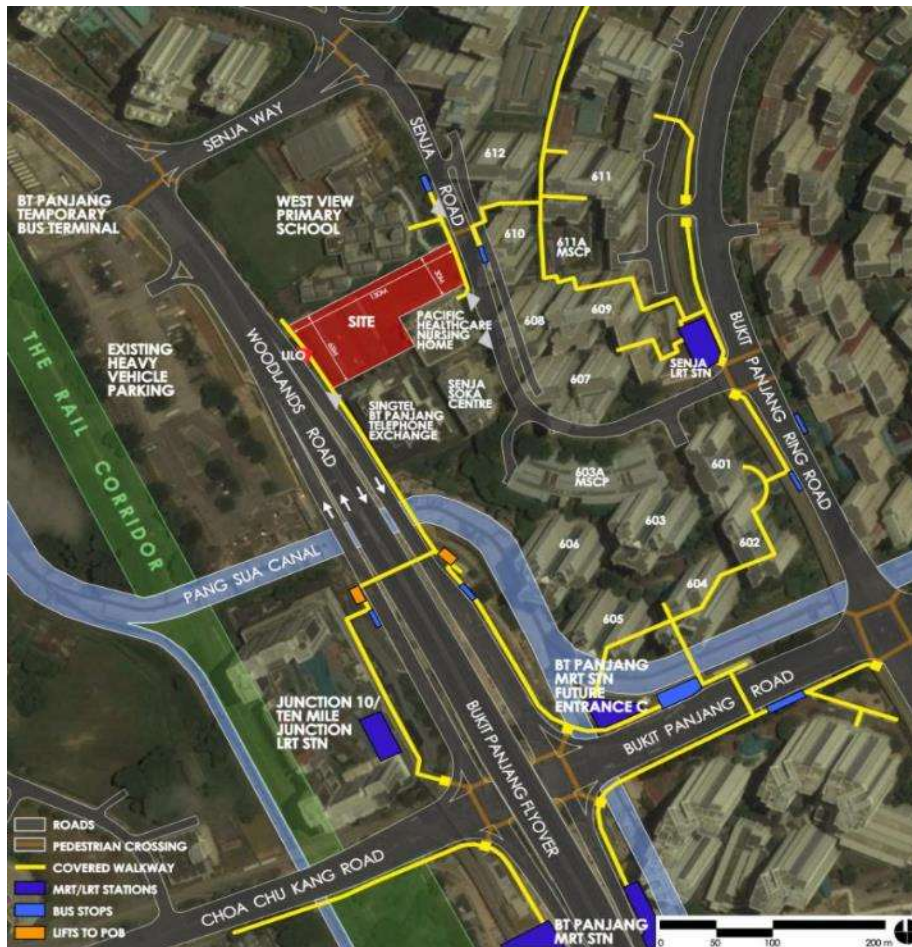 SENJA WAY
SENJA
ROAD
612
611
610
611A
MSCP
BT PANJANG
TEMPORARY
BUS TERMINAL
WEST VIEW
PRIMARY
SCHOOL
SITE
LILO
PACIFIC
HEALTHCARE
NURSING
HOME
608
609
607
SENJA
LRT STN
BUKIT PANJANG RING ROAD
THE RAIL CORRIDOR
EXISTING
HEAVY
VEHICLE
PARKING
WOODLANDS
ROAD
SENJA
SOKA
CENTRE
SINGTEL
BT PANJANG
TELEPHONE
EXCHANGE
603A
MSCP
601
603
602
606
604
605
PANG SUA CANAL
BT PANJANG
MRT STN
FUTURE
ENTRANCE C
BUKIT PANJANG ROAD
JUNCTION 10/
TEN MILE
JUNCTION
LRT STN
BUKIT PANJANG FLYOVER
CHOA CHU KANG ROAD
BT PANJANG
MRT STN
ROADS
PEDESTRIAN CROSSING
COVERED WALKWAY
MRT/LRT STATIONS
BUS STOPS
LIFTS TO POB
0 50 100 200 m